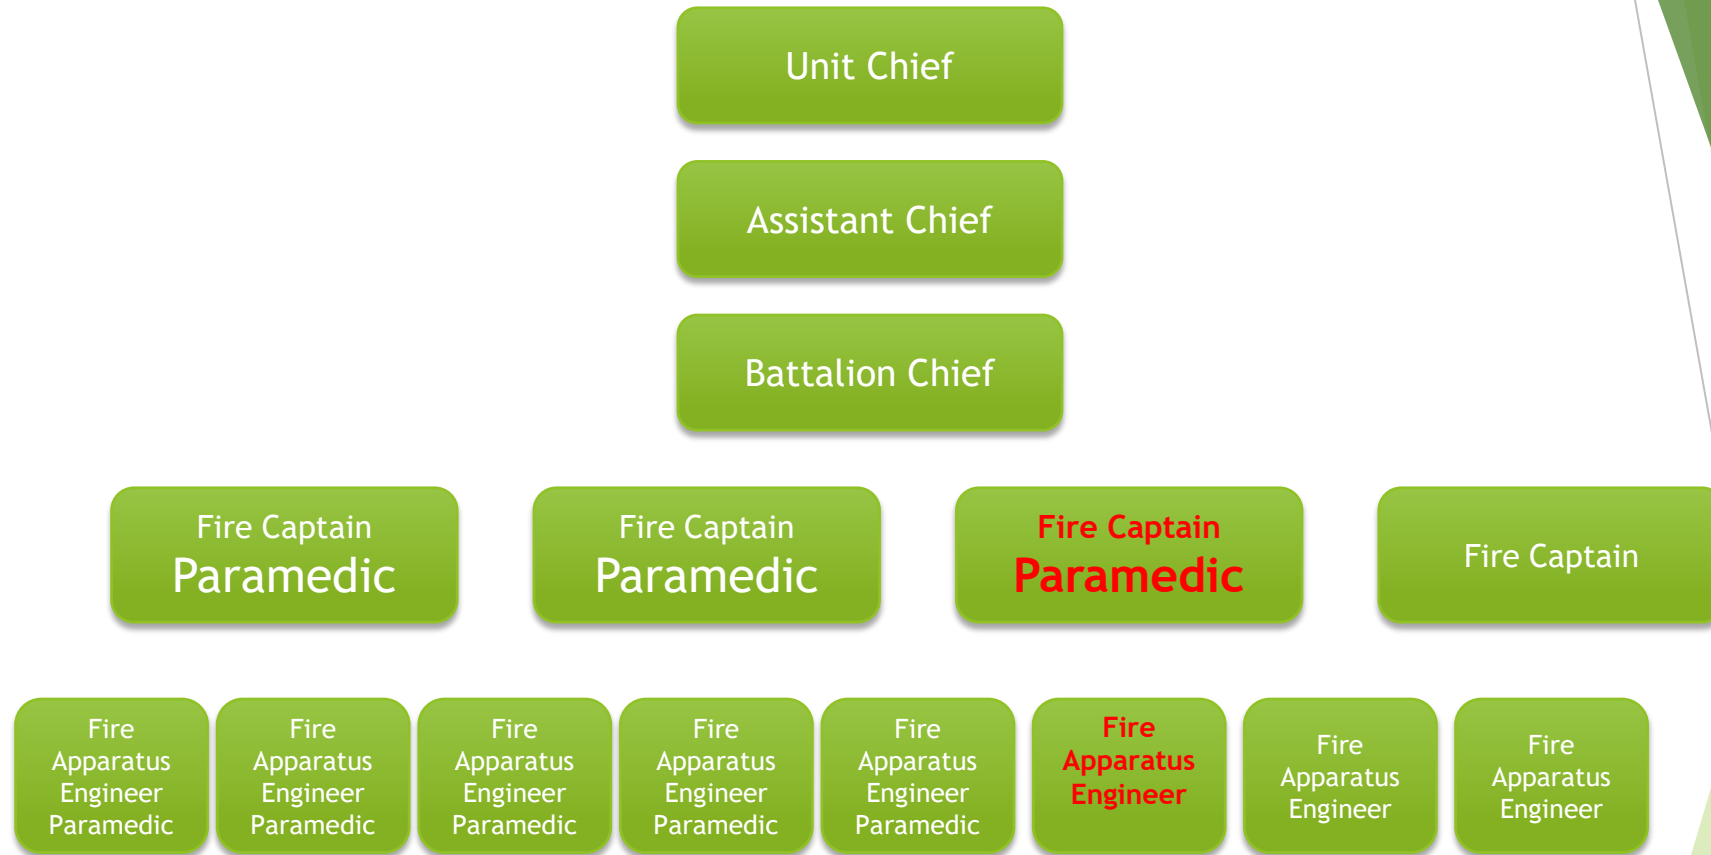 Unit Chief
Assistant Chief
Battalion Chief
Fire Captain
Paramedic
Fire Captain
Paramedic
Fire Captain
Paramedic
Fire Captain
Fire
Apparatus
Engineer
Paramedic
Fire
Apparatus
Engineer
Paramedic
Fire
Apparatus
Engineer
Paramedic
Fire
Apparatus
Engineer
Paramedic
Fire
Apparatus
Engineer
Paramedic
Fire
Apparatus
Engineer
Fire
Apparatus
Engineer
Fire
Apparatus
Engineer